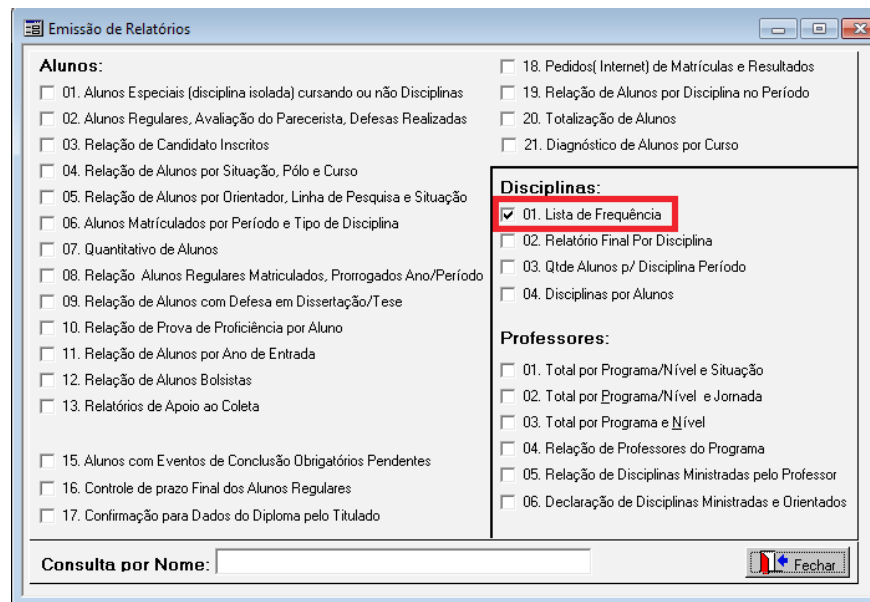 Emissão de Relatórios
Alunos:
01. Alunos Especiais (disciplina isolada) cursando ou não Disciplinas
02. Alunos Regulares, Avaliação do Parecerista, Defesas Realizadas
03. Relação de Candidato Inscritos
04. Relação de Alunos por Situação, Pólo e Curso
05. Relação de Alunos por Orientador, Linha de Pesquisa e Situação
06. Alunos Matrículados por Período e Tipo de Disciplina
07. Quantitativo de Alunos
08. Relação Alunos Regulares Matriculados, Prorrogados Ano/Período
09. Relação de Alunos com Defesa em Dissertação/Tese
10. Relação de Prova de Proficiência por Aluno
11. Relação de Alunos por Ano de Entrada
12. Relação de Alunos Bolsistas
13. Relatórios de Apoio ao Coleta
15. Alunos com Eventos de Conclusão Obrigatórios Pendentes
16. Controle de prazo Final dos Alunos Regulares
17. Confirmação para Dados do Diploma pelo Titulado
18. Pedidos( Internet) de Matrículas e Resultados
19. Relação de Alunos por Disciplina no Período
20. Totalização de Alunos
21. Diagnóstico de Alunos por Curso
Disciplinas:
01. Lista de Frequência
02. Relatório Final Por Disciplina
03. Qtde Alunos p/ Disciplina Período
04. Disciplinas por Alunos
Professores:
01. Total por Programa/Nível e Situação
02. Total por Programa/Nível e Jornada
03. Total por Programa e Nível
04. Relação de Professores do Programa
05. Relação de Disciplinas Ministradas pelo Professor
06. Declaração de Disciplinas Ministradas e Orientados
Consulta por Nome:
Fechar